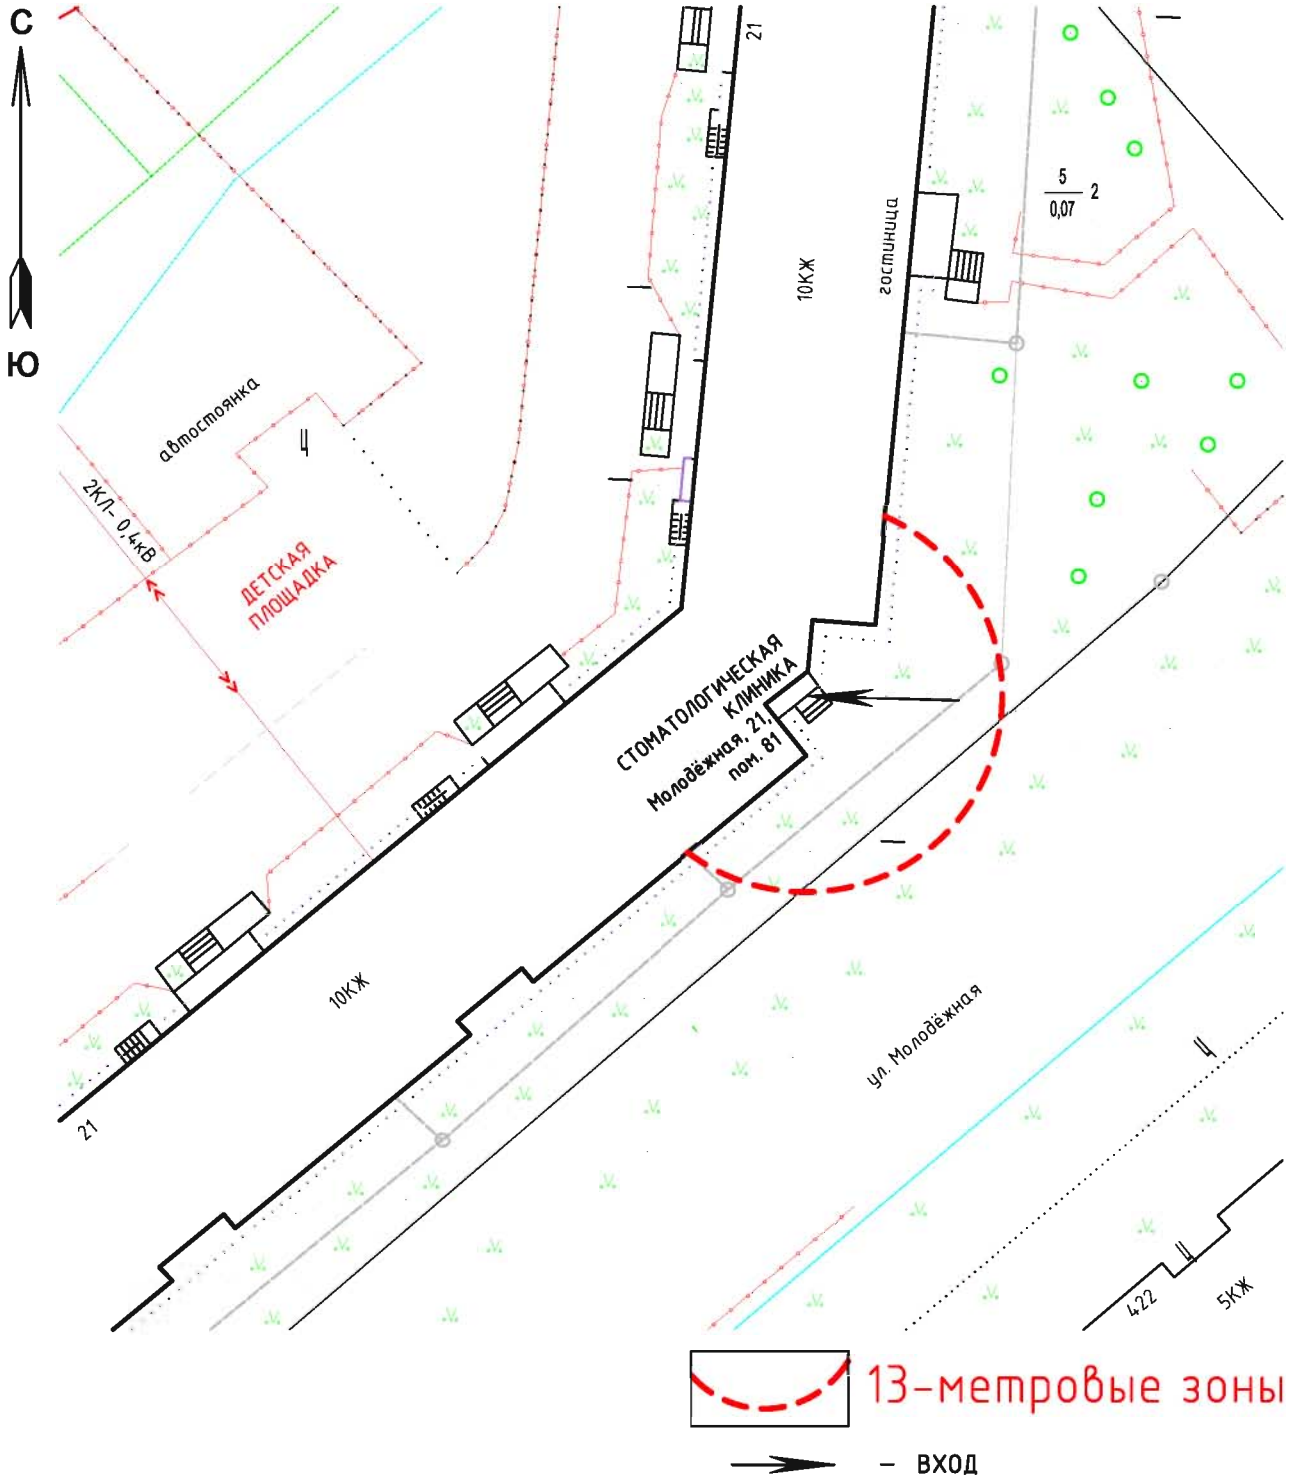 С
Ю
21
5
0,07
2
гостиница
10КЖ
автостоянка
2КЛ- 0,4кВ
ДЕТСКАЯ
ПЛОЩАДКА
СТОМАТОЛОГИЧЕСКАЯ
КЛИНИКА
Молодёжная, 21,
пом. 81
10КЖ
21
ул. Молодёжная
422
5КЖ
13-метровые зоны
- ВХОД